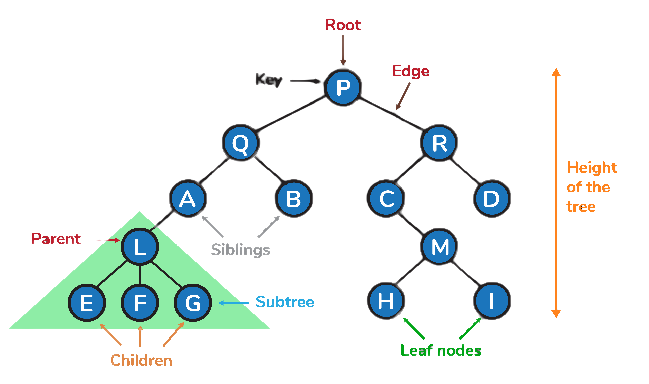 Root
Key
P
Edge
Q
R
A
B
C
D
Height
of the
tree
Siblings
Parent
L
M
E
F
G
Subtree
H
I
Children
Leaf nodes